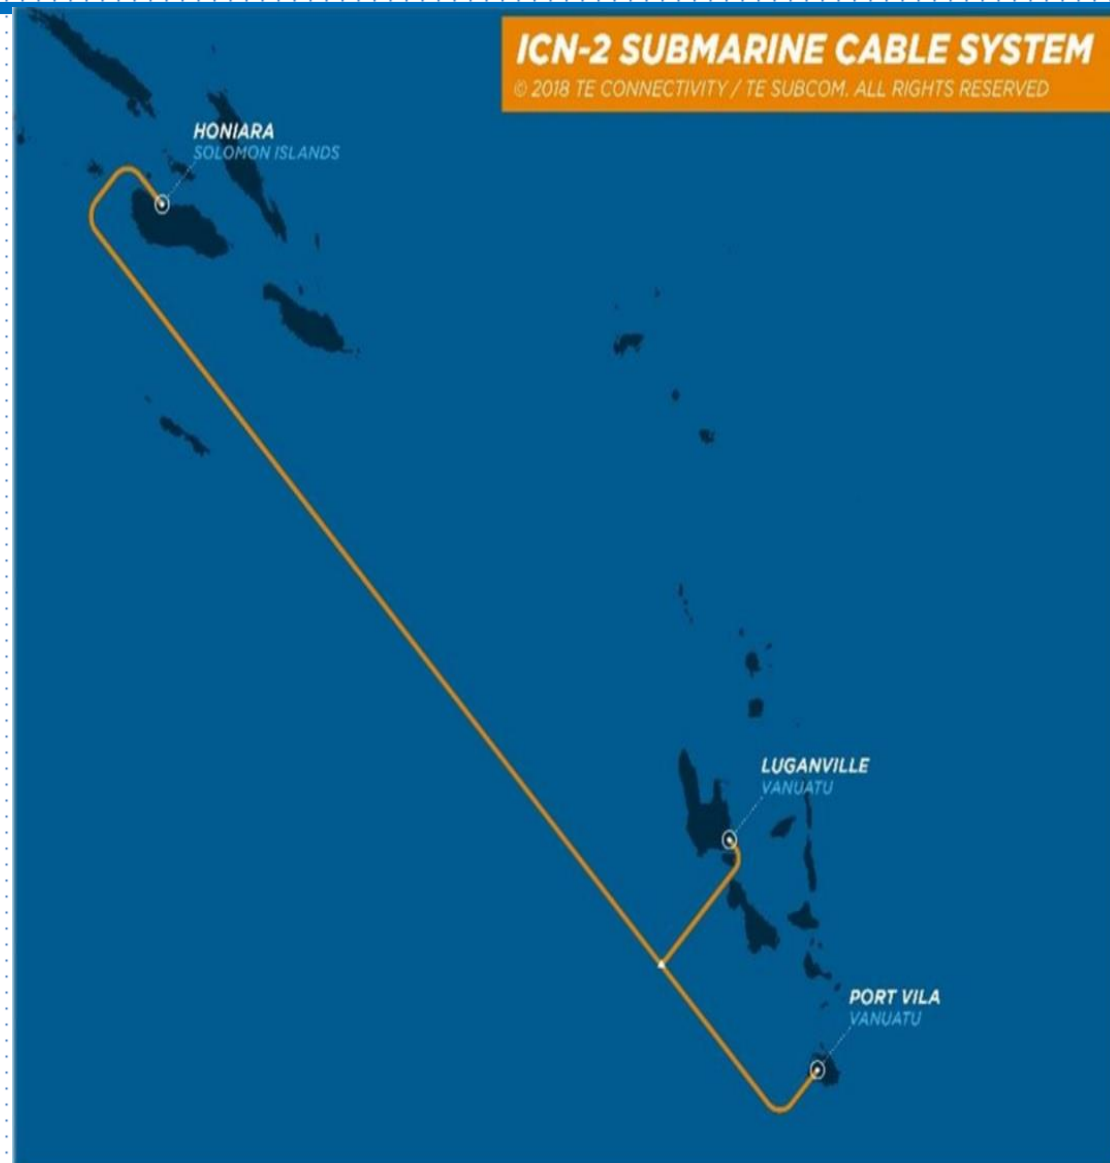 ICN-2 SUBMARINE CABLE SYSTEM
© 2018 TE CONNECTIVITY / TE SUBCOM. ALL RIGHTS RESERVED
HONIARA
SOLOMON ISLANDS
LUGANVILLE
VANUATU
PORT VILA
VANUATU